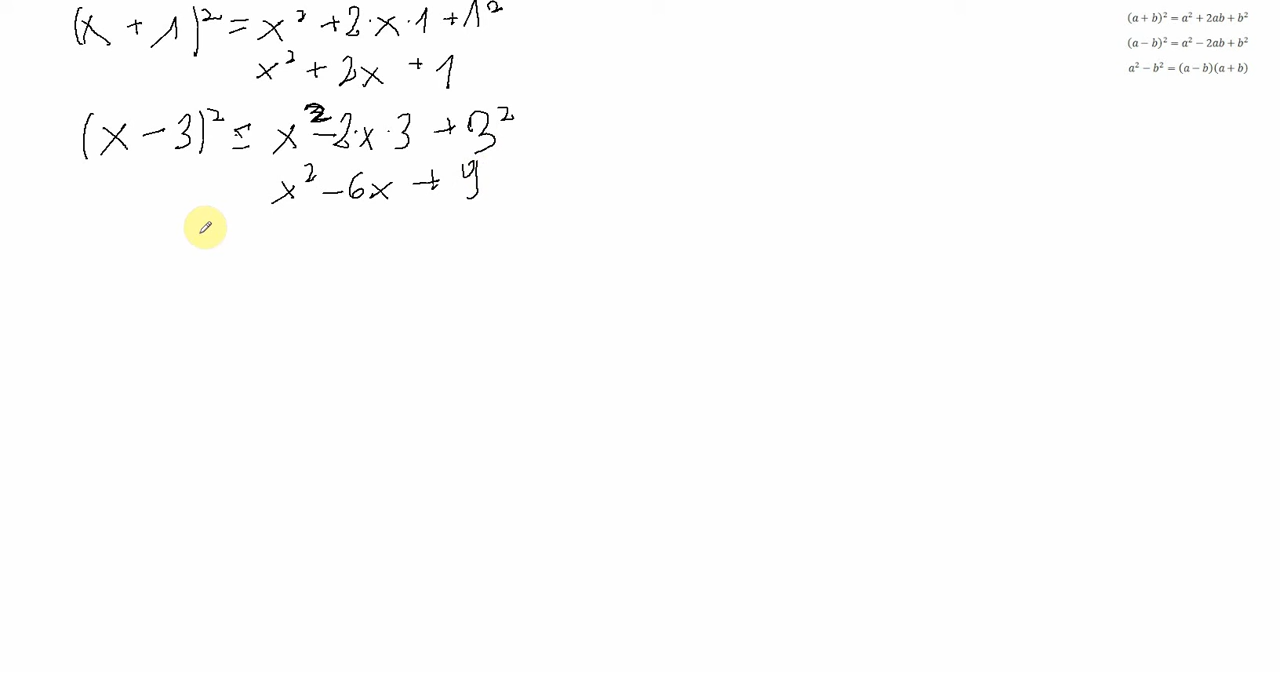 (x + 1)² = x² + 2·x·1 + 1²
x² + 2x + 1
(x − 3)² = x² − 2·x·3 + 3²
x² − 6x + 9
(a + b)² = a² + 2ab + b²
(a − b)² = a² − 2ab + b²
a² − b² = (a − b)(a + b)